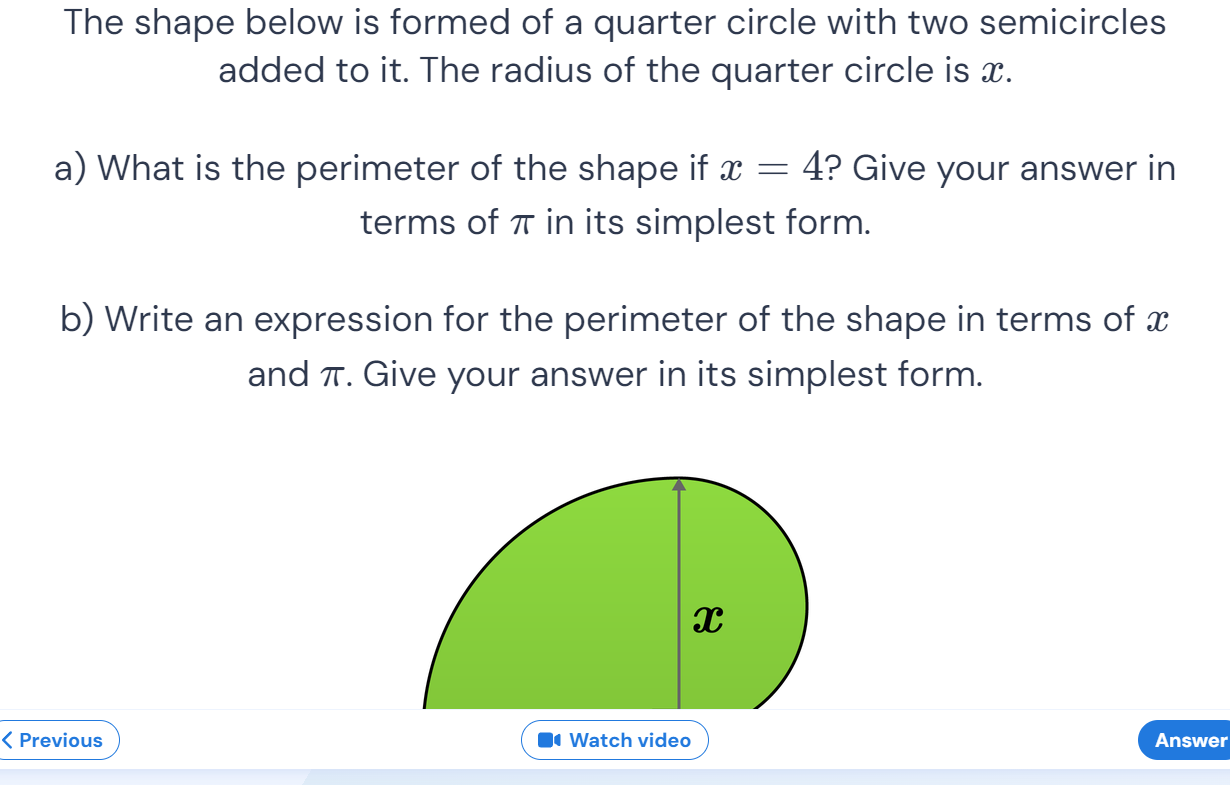 The shape below is formed of a quarter circle with two semicircles
added to it. The radius of the quarter circle is x.
a) What is the perimeter of the shape if x = 4? Give your answer in
terms of π in its simplest form.
b) Write an expression for the perimeter of the shape in terms of x
and π. Give your answer in its simplest form.
x
Previous
Watch video
Answer